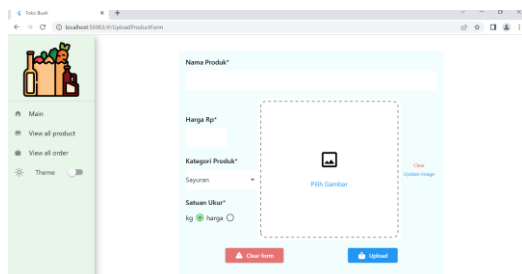 Toko Buah
localhost:56983/#/UploadProductForm
Main
View all product
View all order
Theme
Nama Produk*
Harga Rp*
Kategori Produk*
Sayuran
Satuan Ukur*
kg harga
Pilih Gambar
Clear
Update image
Clear form
Upload